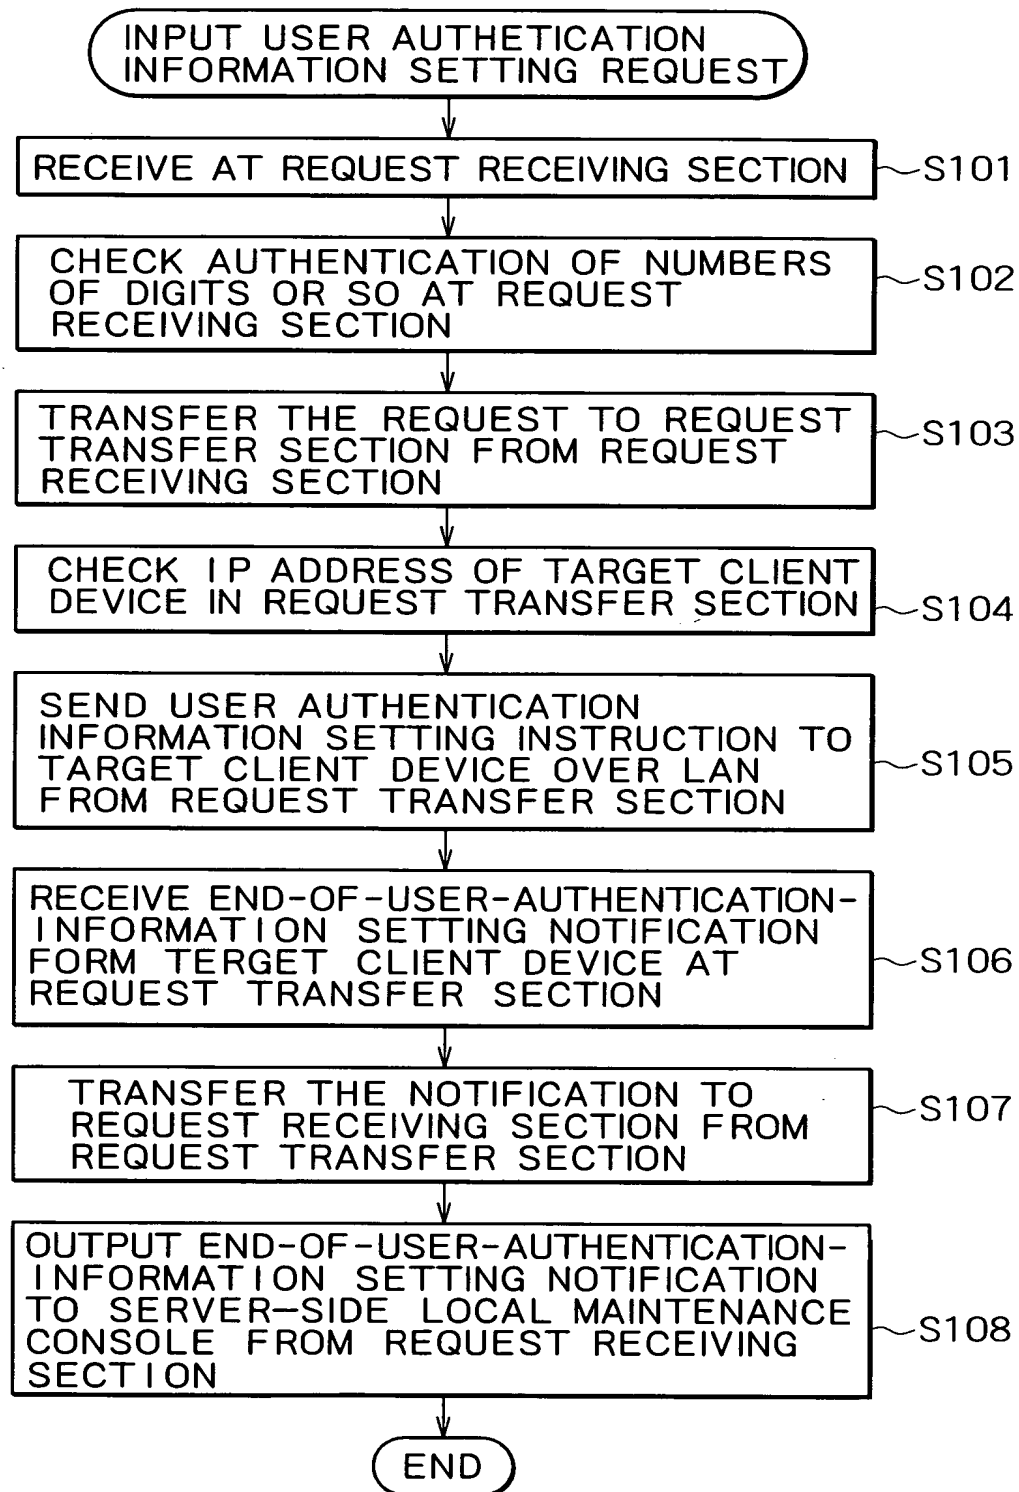 INPUT USER AUTHETICATION
INFORMATION SETTING REQUEST
RECEIVE AT REQUEST RECEIVING SECTION
S101
CHECK AUTHENTICATION OF NUMBERS
OF DIGITS OR SO AT REQUEST
RECEIVING SECTION
S102
TRANSFER THE REQUEST TO REQUEST
TRANSFER SECTION FROM REQUEST
RECEIVING SECTION
S103
CHECK IP ADDRESS OF TARGET CLIENT
DEVICE IN REQUEST TRANSFER SECTION
S104
SEND USER AUTHENTICATION
INFORMATION SETTING INSTRUCTION TO
TARGET CLIENT DEVICE OVER LAN
FROM REQUEST TRANSFER SECTION
S105
RECEIVE END-OF-USER-AUTHENTICATION-
INFORMATION SETTING NOTIFICATION
FORM TERGET CLIENT DEVICE AT
REQUEST TRANSFER SECTION
S106
TRANSFER THE NOTIFICATION TO
REQUEST RECEIVING SECTION FROM
REQUEST TRANSFER SECTION
S107
OUTPUT END-OF-USER-AUTHENTICATION-
INFORMATION SETTING NOTIFICATION
TO SERVER-SIDE LOCAL MAINTENANCE
CONSOLE FROM REQUEST RECEIVING
SECTION
S108
END